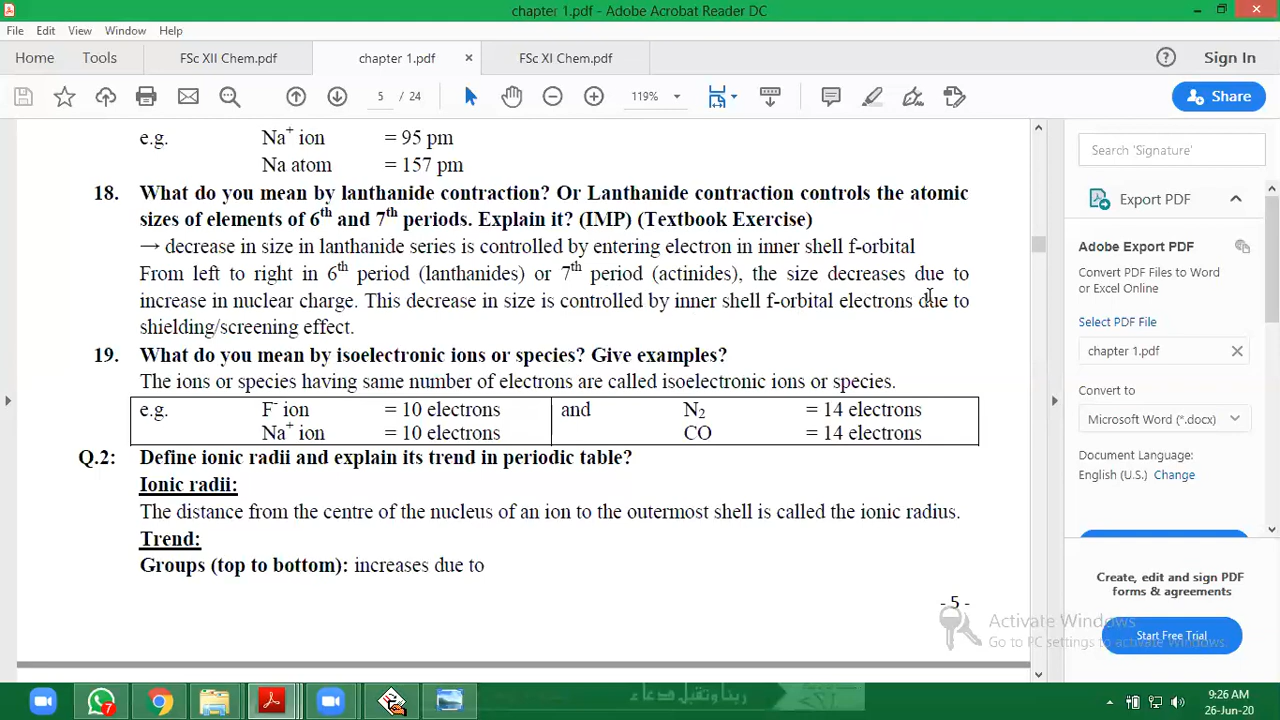 chapter 1.pdf - Adobe Acrobat Reader DC
File Edit View Window Help
Home Tools FSc XII Chem.pdf chapter 1.pdf × FSc XI Chem.pdf Sign In
5 / 24 119% Share
e.g. Na⁺ ion = 95 pm
Na atom = 157 pm
18. What do you mean by lanthanide contraction? Or Lanthanide contraction controls the atomic
sizes of elements of 6th and 7th periods. Explain it? (IMP) (Textbook Exercise)
→ decrease in size in lanthanide series is controlled by entering electron in inner shell f-orbital
From left to right in 6th period (lanthanides) or 7th period (actinides), the size decreases due to
increase in nuclear charge. This decrease in size is controlled by inner shell f-orbital electrons due to
shielding/screening effect.
19. What do you mean by isoelectronic ions or species? Give examples?
The ions or species having same number of electrons are called isoelectronic ions or species.
e.g. F⁻ ion = 10 electrons and N₂ = 14 electrons
Na⁺ ion = 10 electrons CO = 14 electrons
Q.2: Define ionic radii and explain its trend in periodic table?
Ionic radii:
The distance from the centre of the nucleus of an ion to the outermost shell is called the ionic radius.
Trend:
Groups (top to bottom): increases due to
- 5 -
Search 'Signature'
Export PDF
Adobe Export PDF
Convert PDF Files to Word
or Excel Online
Select PDF File
chapter 1.pdf
Convert to
Microsoft Word (*.docx)
Document Language:
English (U.S.) Change
Create, edit and sign PDF
forms & agreements
Start Free Trial
Activate Windows
Go to PC settings to activate Windows.
7
ربنا وتقبل دعاء
9:26 AM
26-Jun-20